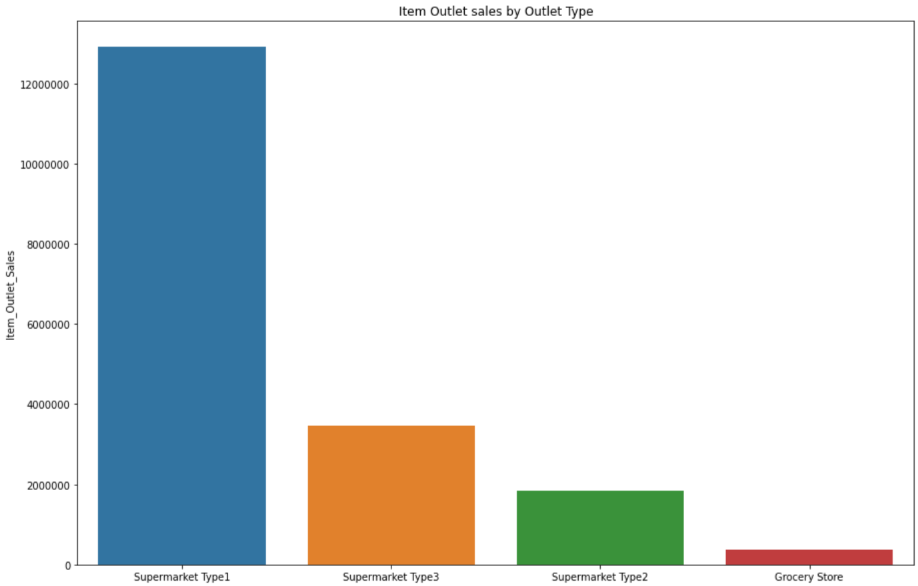 Item Outlet sales by Outlet Type
12000000
10000000
8000000
6000000
4000000
2000000
0
Item_Outlet_Sales
Supermarket Type1 Supermarket Type3 Supermarket Type2 Grocery Store